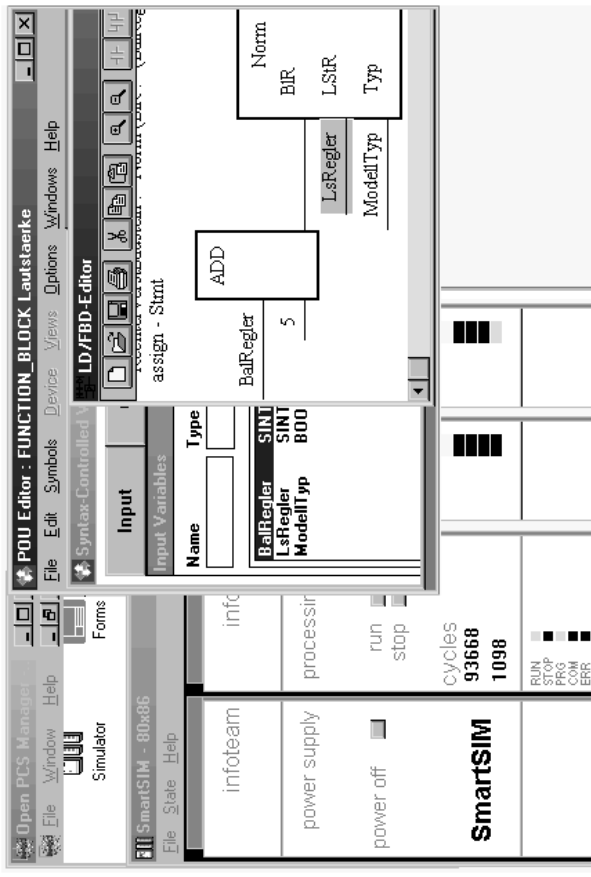 Open PCS Manager
File Window Help
Simulator
Forms
SmartSIM - 80x86
File State Help
infoteam
power supply
power off
SmartSIM
info
processin
run
stop
cycles
93668
1098
RUN
STOP
PRG
COM
ERR
POU Editor : FUNCTION_BLOCK Lautstaerke
File Edit Symbols Device Views Options Windows Help
Syntax-Controlled V
Input
Input Variables
Name Type
BalRegler SINT
LsRegler SINT
ModellTyp BOO
LD/FBD-Editor
assign - Stmt
ADD
BalRegler
5
Norm
BlR
LsRegler LStR
ModellTyp Typ